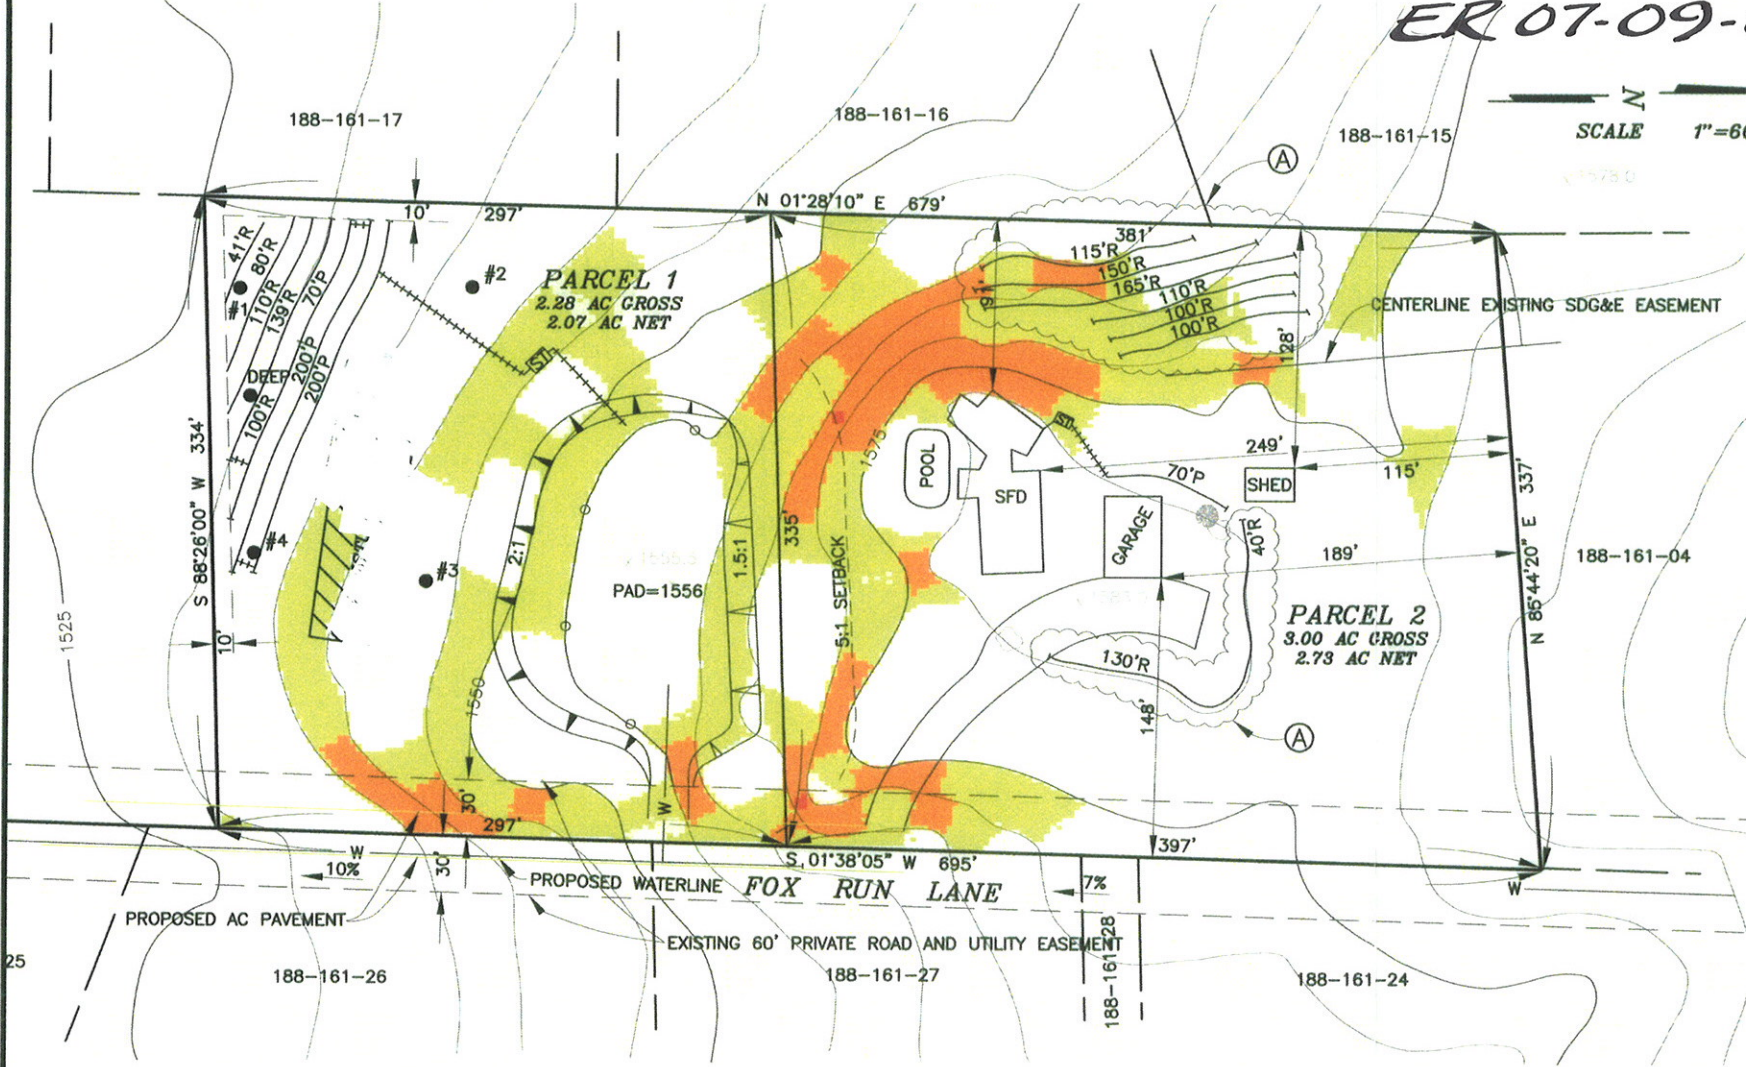 ER 07-09-
188-161-17
188-161-16
188-161-15
N
SCALE 1"=6
N 01°28'10" E 679'
10'
297'
381'
A
41'R
80'R
110'R
139'R
70'P
200'P
200'P
100'R
#1
#2
DEEP
#4
#3
PARCEL 1
2.28 AC GROSS
2.07 AC NET
ST
115'R
150'R
165'R
110'R
100'R
100'R
191'
128'
CENTERLINE EXISTING SDG&E EASEMENT
S 88°26'00" W 334'
1525
10'
2:1
1.5:1
PAD=1556
1550
335'
5:1 SETBACK
1575
POOL
SFD
ST
70'P
GARAGE
SHED
249'
115'
40'R
189'
130'R
148'
A
N 85°44'20" E 337'
188-161-04
PARCEL 2
3.00 AC GROSS
2.73 AC NET
30'
297'
W
W
10%
30'
S 01°38'05" W 695'
397'
W
PROPOSED WATERLINE
FOX RUN LANE
7%
PROPOSED AC PAVEMENT
EXISTING 60' PRIVATE ROAD AND UTILITY EASEMENT
25
188-161-26
188-161-27
188-161-28
188-161-24